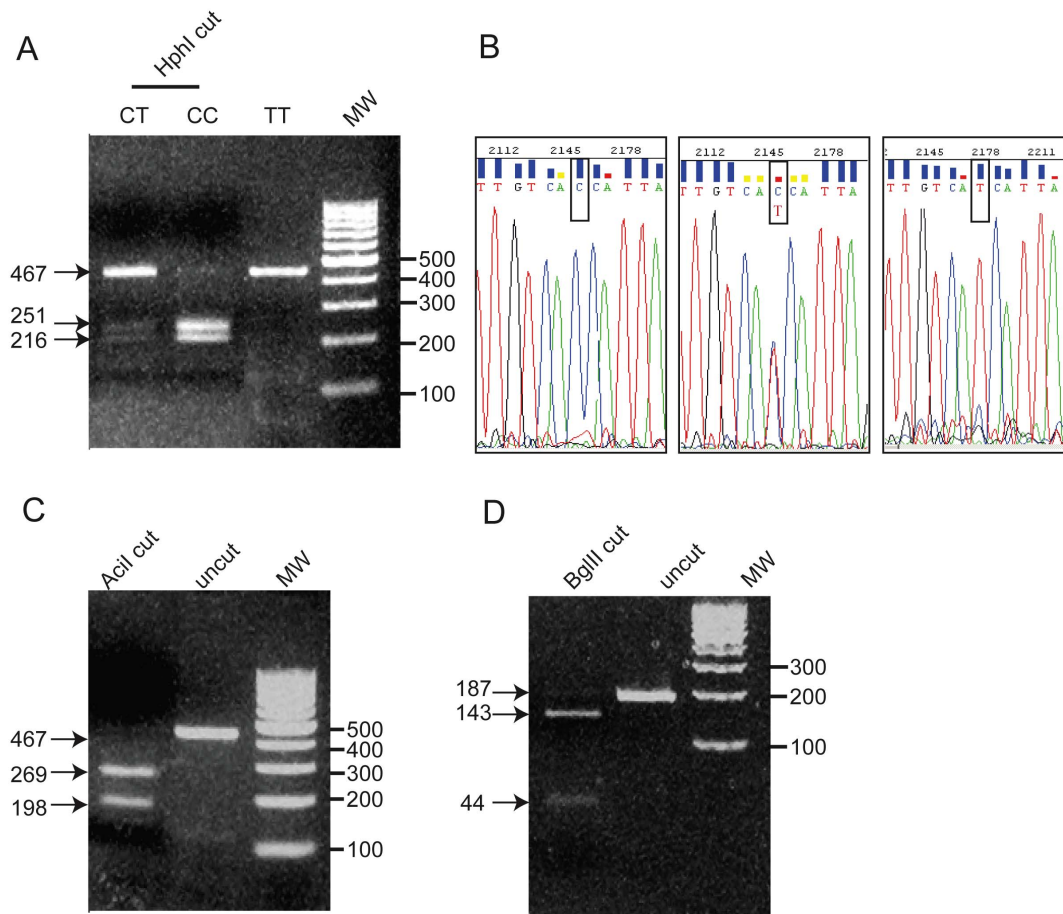 A
HphI cut
CT CC TT MW
467
251
216
500
400
300
200
100
B
2112 2145 2178
T T G T C A C C A T T A
2112 2145 2178
T T G T C A C C A T T A
T
2145 2178 2211
T T G T C A T C A T T A
C
AciI cut uncut MW
467
269
198
500
400
300
200
100
D
BglII cut uncut MW
187
143
44
300
200
100